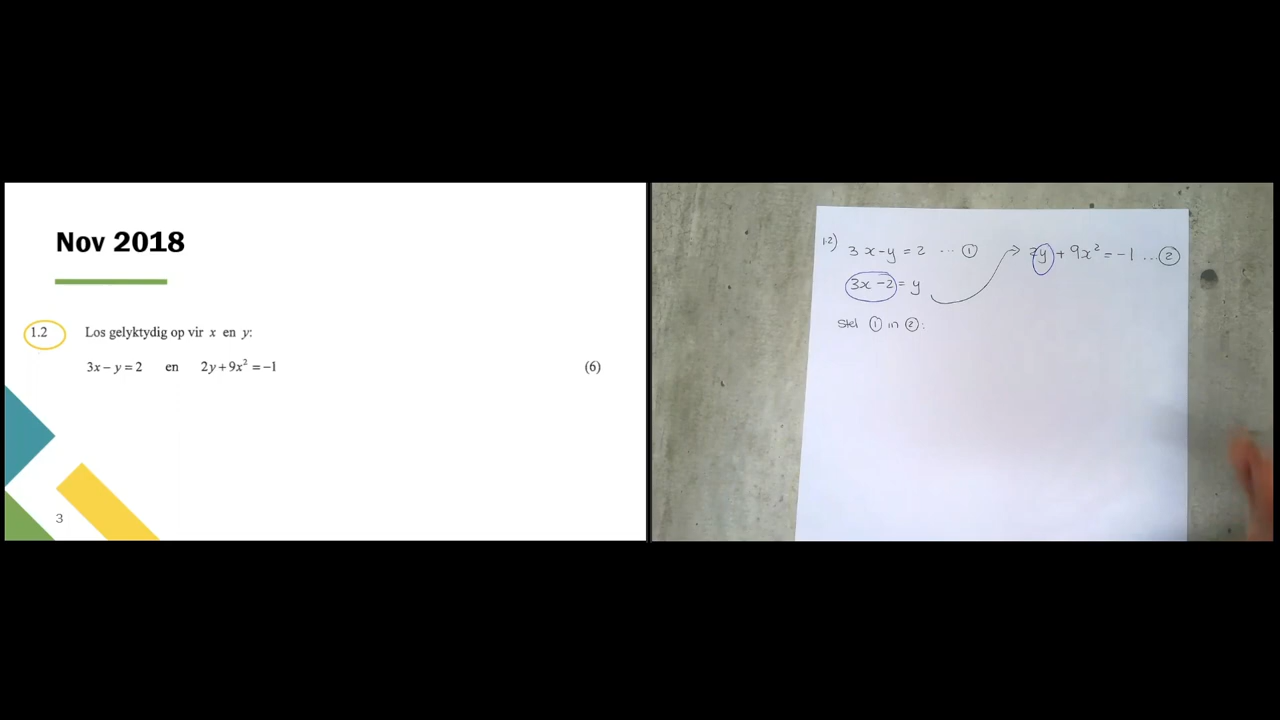 Nov 2018
1.2 Los gelyktydig op vir x en y:
3x – y = 2 en 2y + 9x² = –1 (6)
3
1.2) 3x - y = 2 ... ① → 2y + 9x² = -1 ... ②
3x - 2 = y
Stel ① in ②: